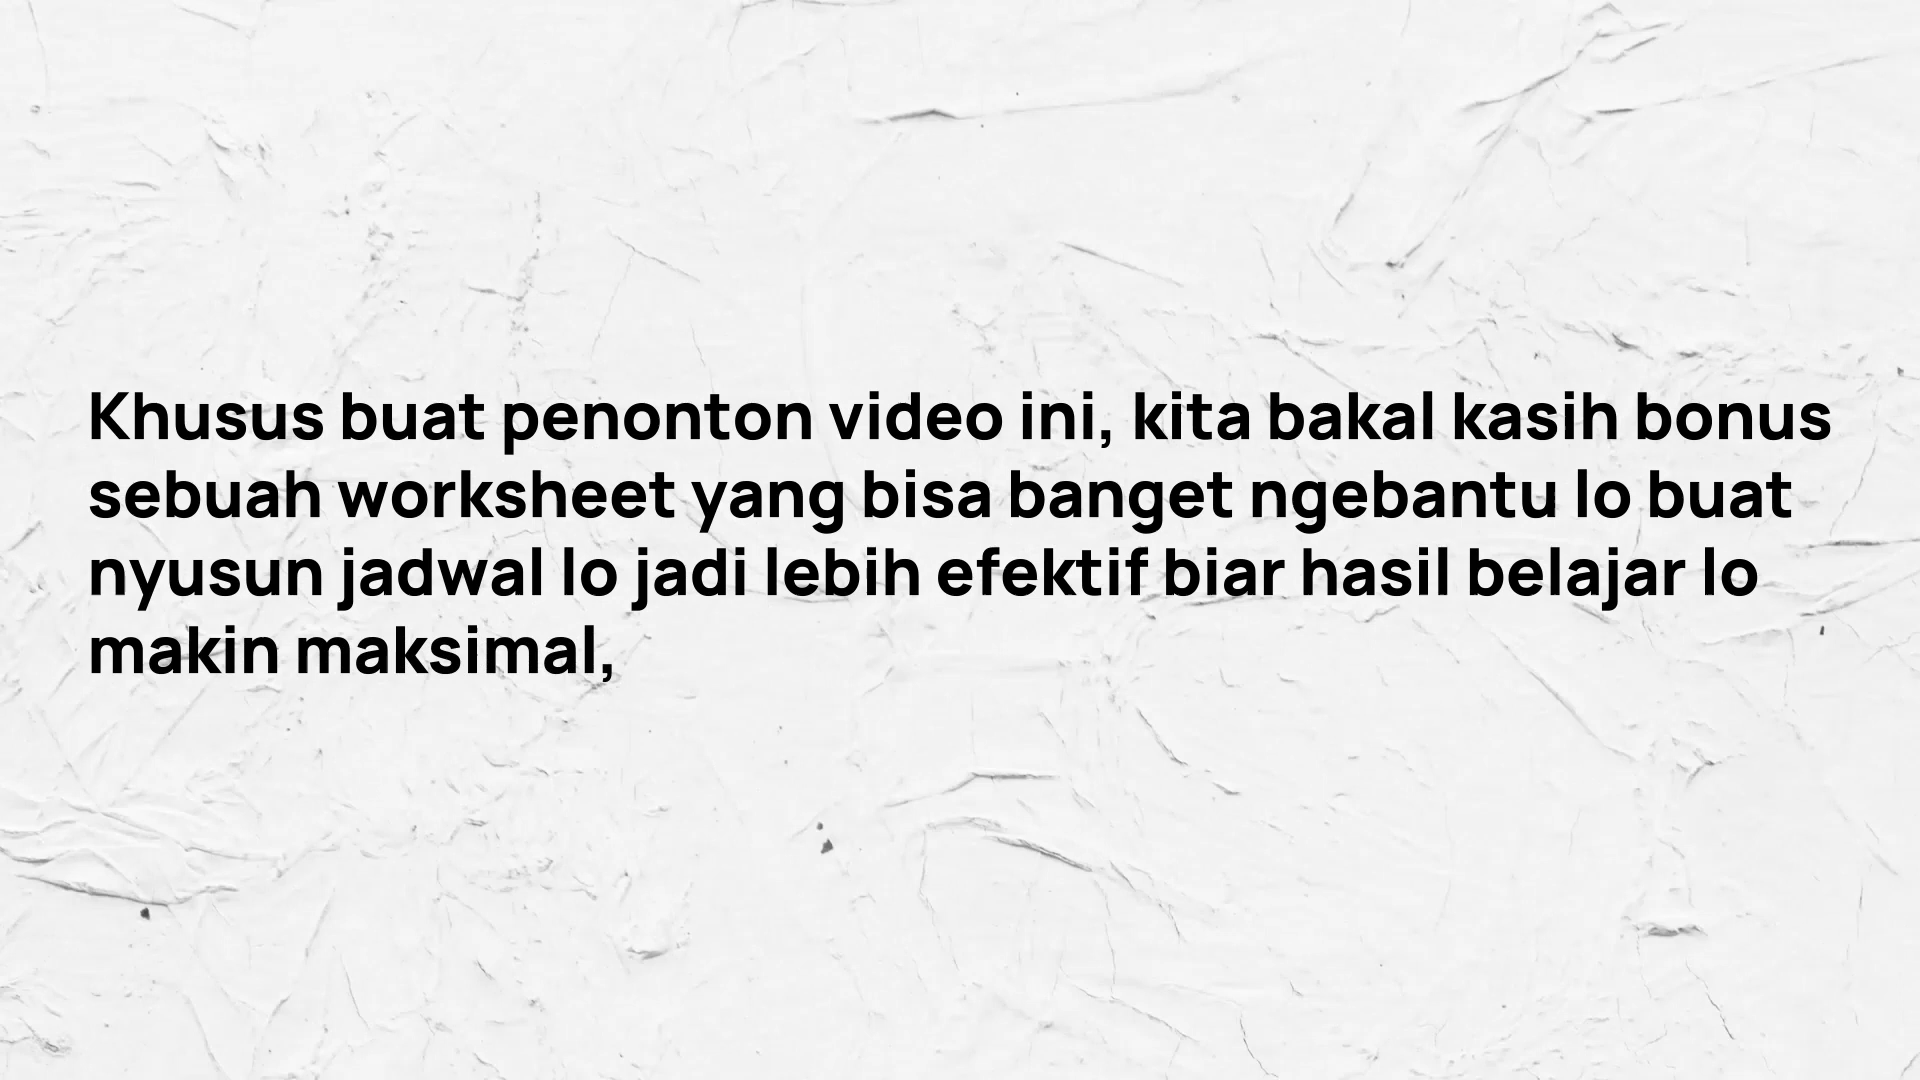 Khusus buat penonton video ini, kita bakal kasih bonus
sebuah worksheet yang bisa banget ngebantu lo buat
nyusun jadwal lo jadi lebih efektif biar hasil belajar lo
makin maksimal,